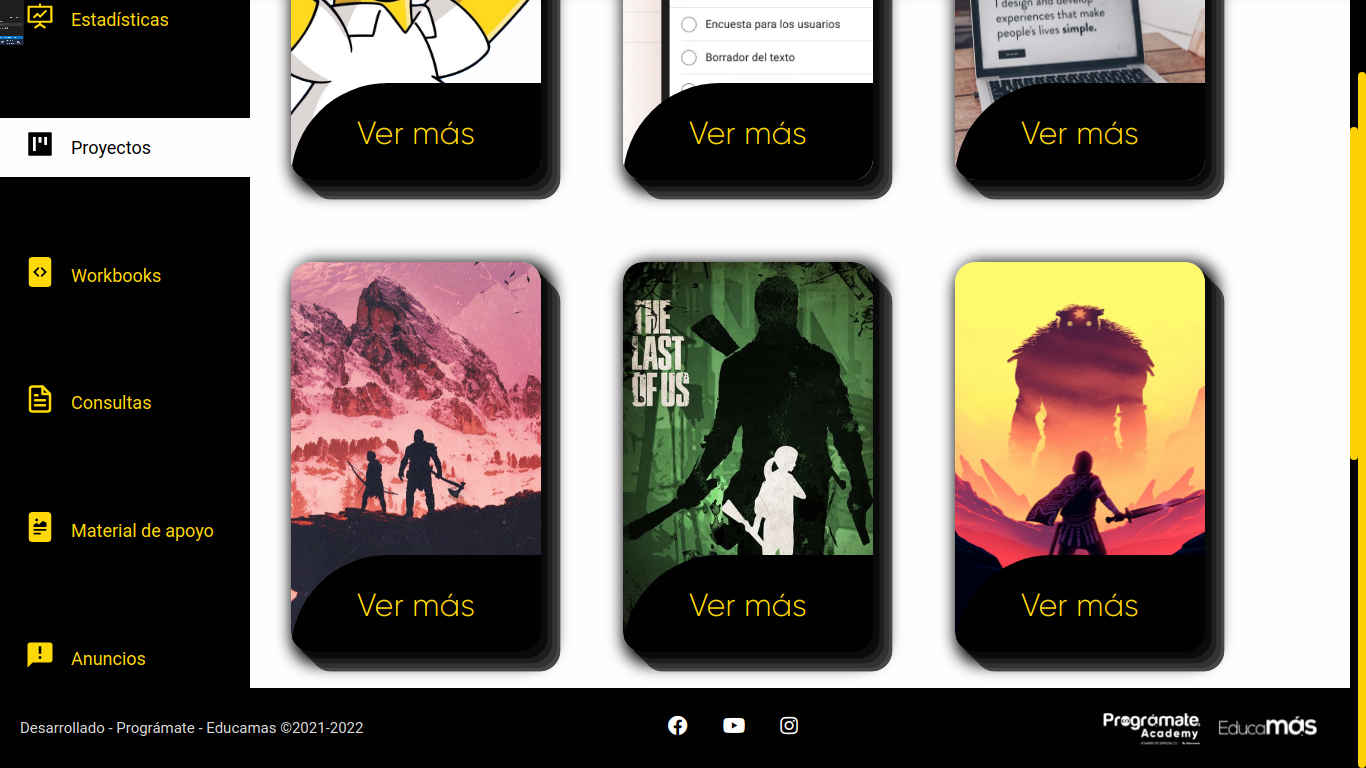 Estadísticas
Proyectos
Workbooks
Consultas
Material de apoyo
Anuncios
Encuesta para los usuarios
Borrador del texto
I design and develop
experiences that make
people's lives simple.
Ver más
Ver más
Ver más
THE
LAST
OF US
Ver más
Ver más
Ver más
Desarrollado - Prográmate - Educamas ©2021-2022
Prográmate.
Academy
Educamás